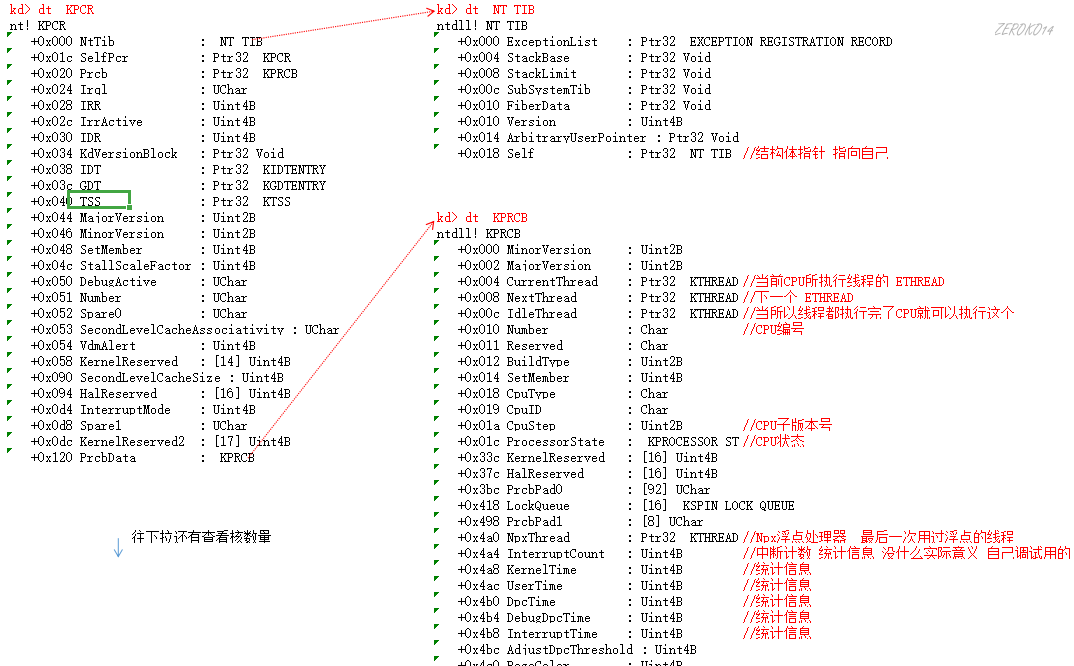 kd> dt KPCR
nt! KPCR
+0x000 NtTib : NT TIB
+0x01c SelfPcr : Ptr32 KPCR
+0x020 Prcb : Ptr32 KPRCB
+0x024 Irql : UChar
+0x028 IRR : Uint4B
+0x02c IrrActive : Uint4B
+0x030 IDR : Uint4B
+0x034 KdVersionBlock : Ptr32 Void
+0x038 IDT : Ptr32 KIDTENTRY
+0x03c GDT : Ptr32 KGDTENTRY
+0x040 TSS : Ptr32 KTSS
+0x044 MajorVersion : Uint2B
+0x046 MinorVersion : Uint2B
+0x048 SetMember : Uint4B
+0x04c StallScaleFactor : Uint4B
+0x050 DebugActive : UChar
+0x051 Number : UChar
+0x052 Spare0 : UChar
+0x053 SecondLevelCacheAssociativity : UChar
+0x054 VdmAlert : Uint4B
+0x058 KernelReserved : [14] Uint4B
+0x090 SecondLevelCacheSize : Uint4B
+0x094 HalReserved : [16] Uint4B
+0x0d4 InterruptMode : Uint4B
+0x0d8 Spare1 : UChar
+0x0dc KernelReserved2 : [17] Uint4B
+0x120 PrcbData : KPRCB
往下拉还有查看核数量
kd> dt NT TIB
ntdll! NT TIB
+0x000 ExceptionList : Ptr32 EXCEPTION REGISTRATION RECORD
+0x004 StackBase : Ptr32 Void
+0x008 StackLimit : Ptr32 Void
+0x00c SubSystemTib : Ptr32 Void
+0x010 FiberData : Ptr32 Void
+0x010 Version : Uint4B
+0x014 ArbitraryUserPointer : Ptr32 Void
+0x018 Self : Ptr32 NT TIB //结构体指针 指向自己
kd> dt KPRCB
ntdll! KPRCB
+0x000 MinorVersion : Uint2B
+0x002 MajorVersion : Uint2B
+0x004 CurrentThread : Ptr32 KTHREAD //当前CPU所执行线程的 ETHREAD
+0x008 NextThread : Ptr32 KTHREAD //下一个 ETHREAD
+0x00c IdleThread : Ptr32 KTHREAD //当所以线程都执行完了CPU就可以执行这个
+0x010 Number : Char //CPU编号
+0x011 Reserved : Char
+0x012 BuildType : Uint2B
+0x014 SetMember : Uint4B
+0x018 CpuType : Char
+0x019 CpuID : Char
+0x01a CpuStep : Uint2B //CPU子版本号
+0x01c ProcessorState : KPROCESSOR ST //CPU状态
+0x33c KernelReserved : [16] Uint4B
+0x37c HalReserved : [16] Uint4B
+0x3bc PrcbPad0 : [92] UChar
+0x418 LockQueue : [16] KSPIN LOCK QUEUE
+0x498 PrcbPad1 : [8] UChar
+0x4a0 NpxThread : Ptr32 KTHREAD //Npx浮点处理器 最后一次用过浮点的线程
+0x4a4 InterruptCount : Uint4B //中断计数 统计信息 没什么实际意义 自己调试用的
+0x4a8 KernelTime : Uint4B //统计信息
+0x4ac UserTime : Uint4B //统计信息
+0x4b0 DpcTime : Uint4B //统计信息
+0x4b4 DebugDpcTime : Uint4B //统计信息
+0x4b8 InterruptTime : Uint4B //统计信息
+0x4bc AdjustDpcThreshold : Uint4B
+0x4c0 PageColor : Uint4B
ZEROKO14